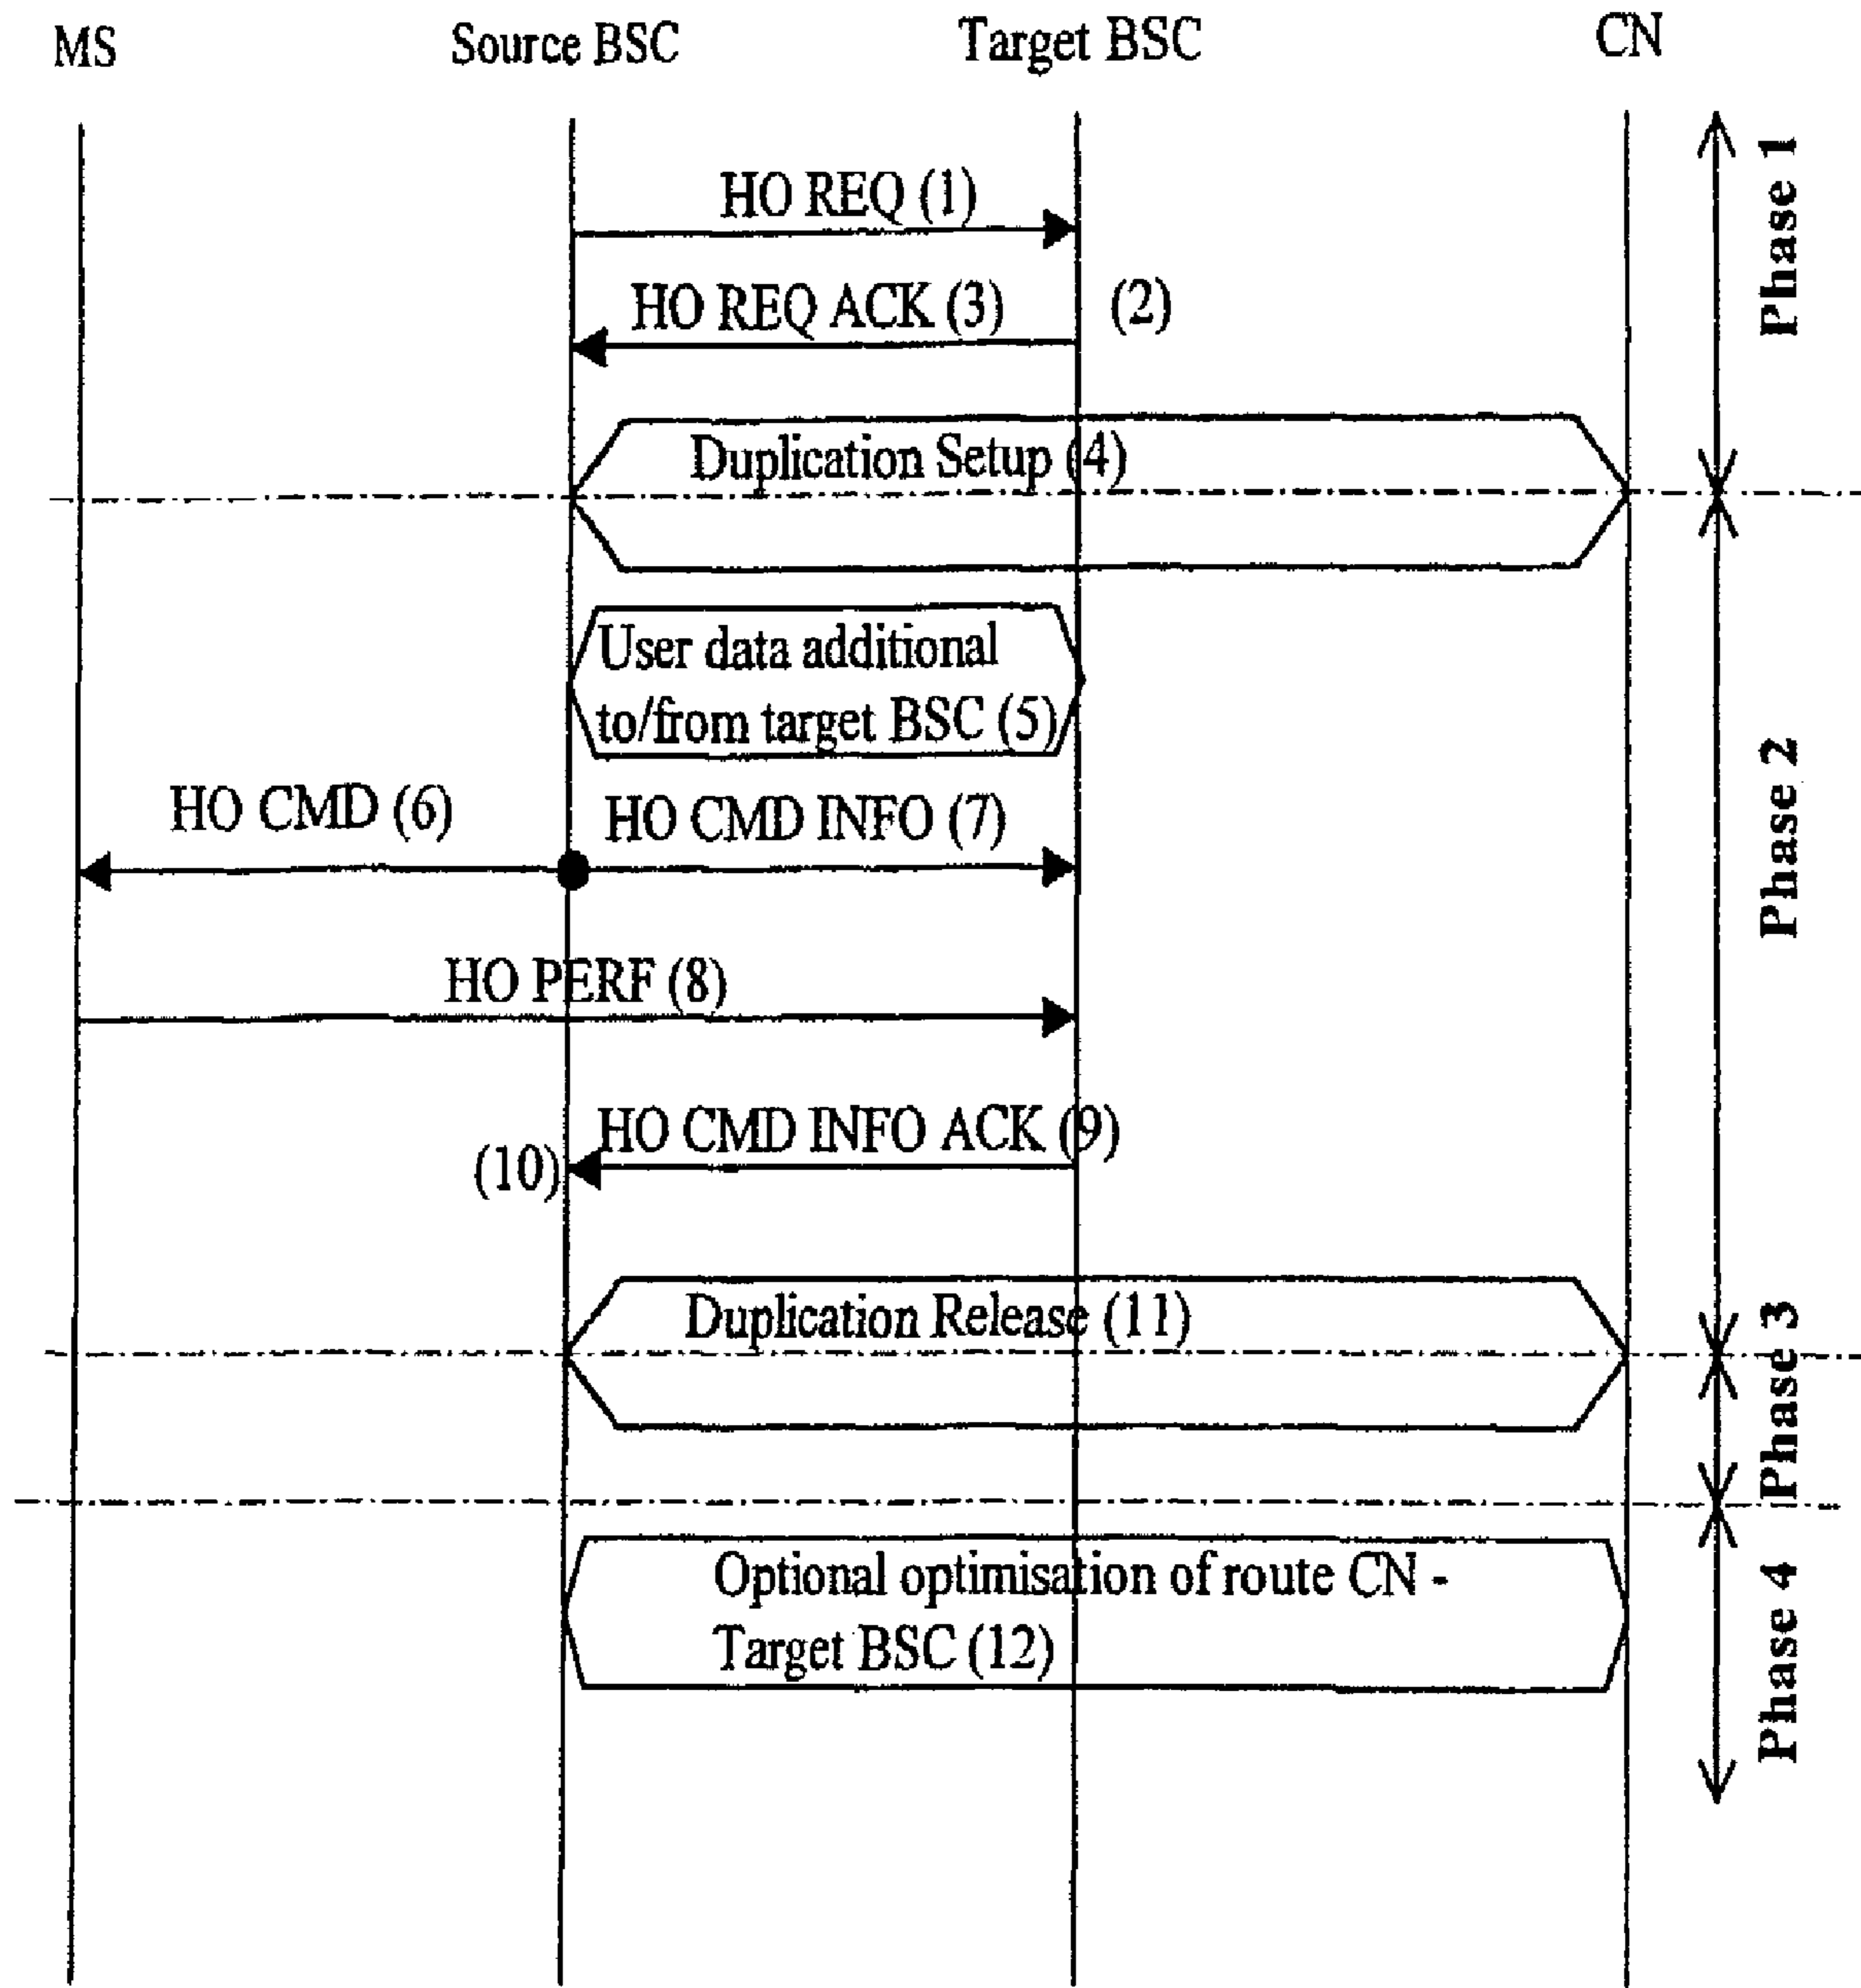 MS
Source BSC
Target BSC
CN
HO REQ (1)
HO REQ ACK (3)
(2)
Duplication Setup (4)
User data additional
to/from target BSC (5)
HO CMD (6)
HO CMD INFO (7)
HO PERF (8)
HO CMD INFO ACK (9)
(10)
Duplication Release (11)
Optional optimisation of route CN -
Target BSC (12)
Phase 1
Phase 2
Phase 3
Phase 4